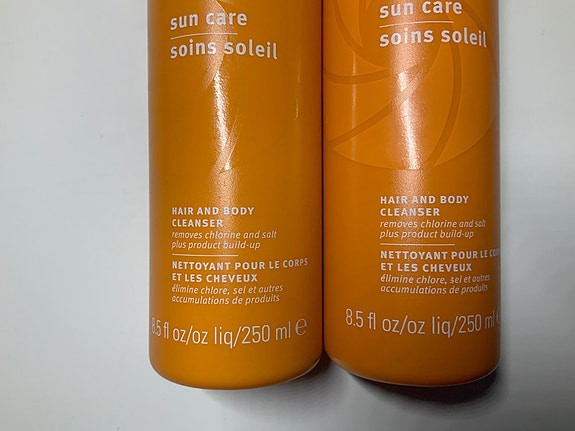 sun care
soins soleil
HAIR AND BODY
CLEANSER
removes chlorine and salt
plus product build-up
NETTOYANT POUR LE CORPS
ET LES CHEVEUX
élimine chlore, sel et autres
accumulations de produits
8.5 fl oz/oz liq/250 ml ℮
sun care
soins soleil
HAIR AND BODY
CLEANSER
removes chlorine and salt
plus product build-up
NETTOYANT POUR LE CORPS
ET LES CHEVEUX
élimine chlore, sel et autres
accumulations de produits
8.5 fl oz/oz liq/250 ml ℮